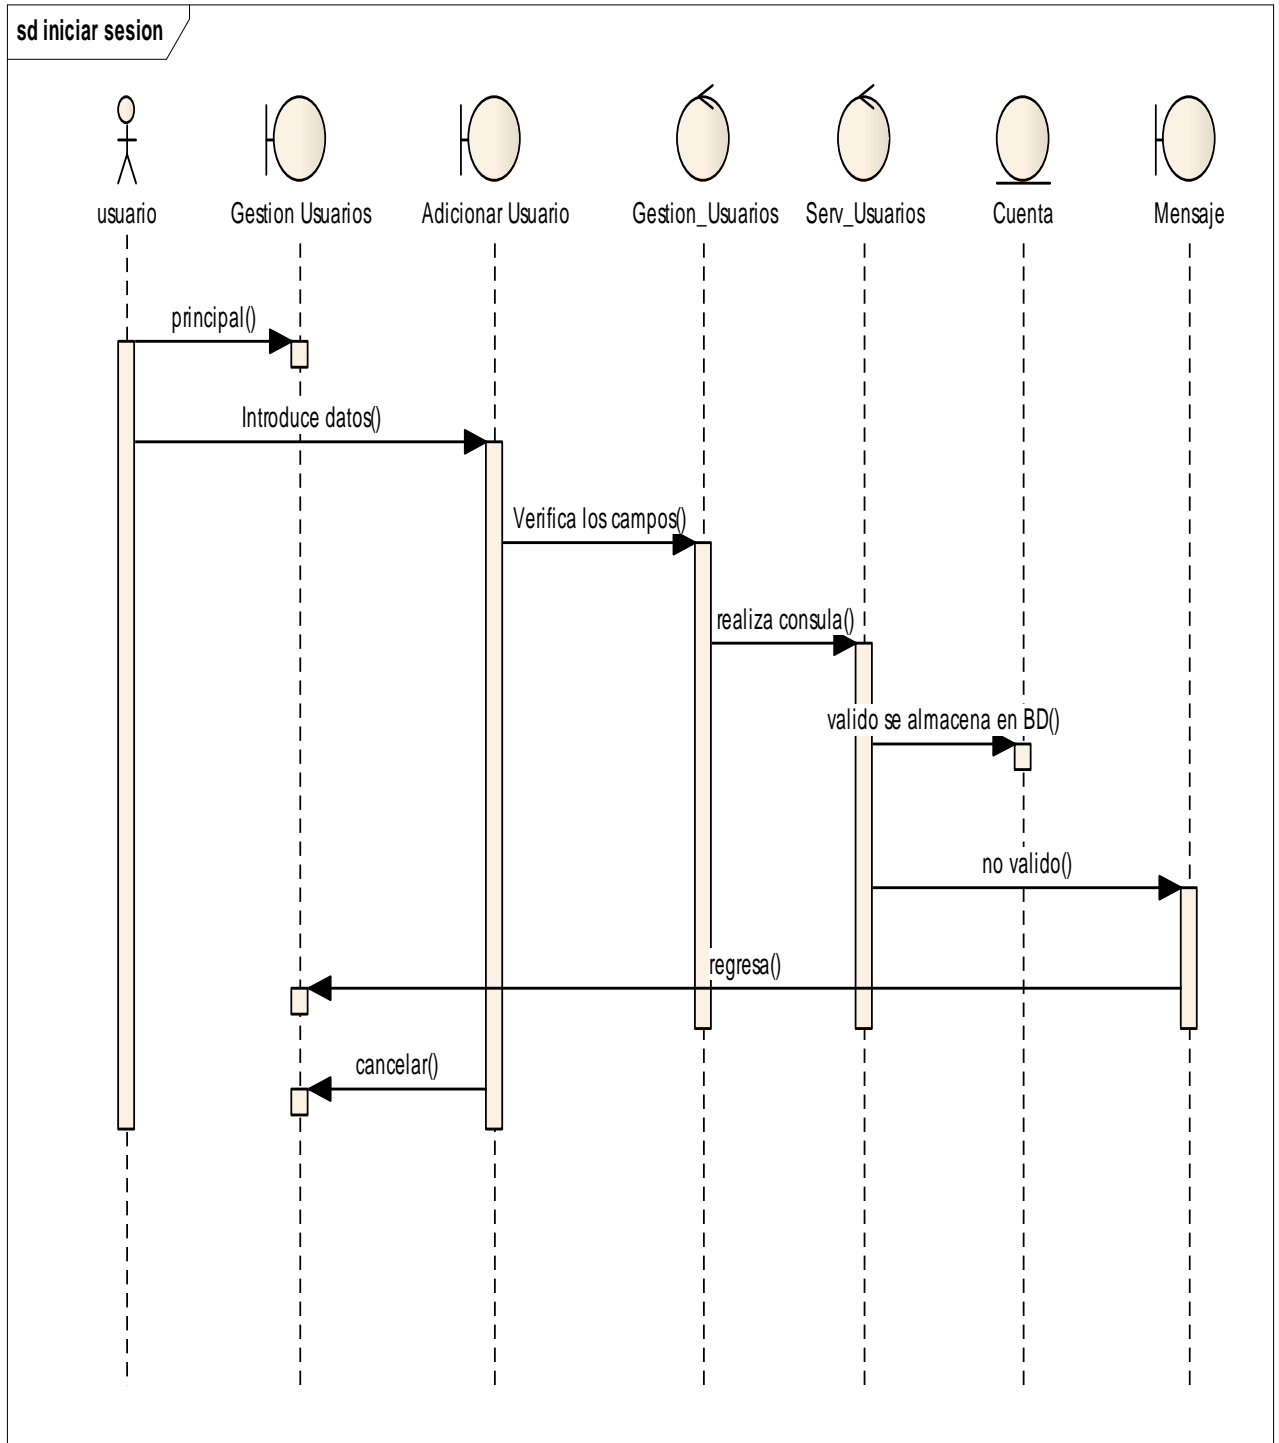 sd iniciar sesion
usuario
Gestion Usuarios
Adicionar Usuario
Gestion_Usuarios
Serv_Usuarios
Cuenta
Mensaje
principal()
Introduce datos()
Verifica los campos()
realiza consula()
valido se almacena en BD()
no valido()
regresa()
cancelar()